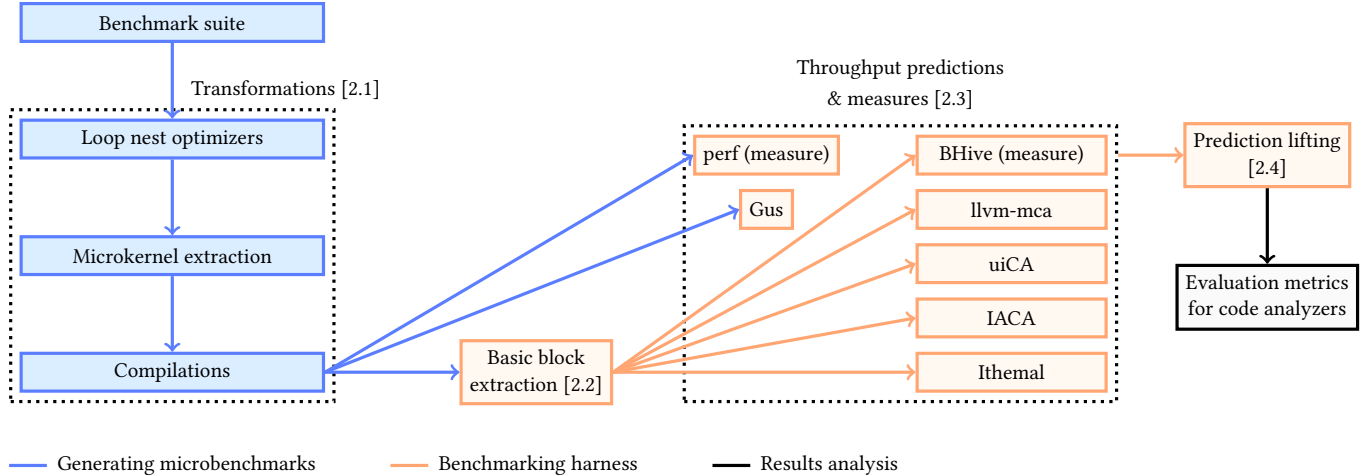 Benchmark suite
Transformations [2.1]
Loop nest optimizers
Microkernel extraction
Compilations
Basic block
extraction [2.2]
Throughput predictions
& measures [2.3]
perf (measure)
Gus
BHive (measure)
llvm-mca
uiCA
IACA
Ithemal
Prediction lifting
[2.4]
Evaluation metrics
for code analyzers
Generating microbenchmarks
Benchmarking harness
Results analysis